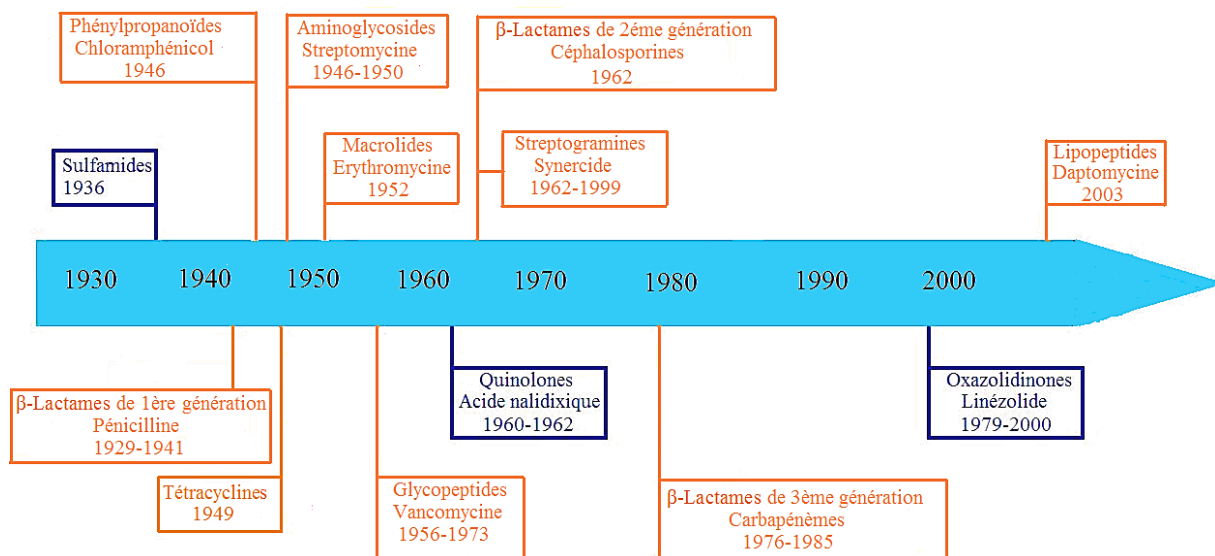 Phénylpropanoïdes
Chloramphénicol
1946
Aminoglycosides
Streptomycine
1946-1950
β-Lactames de 2éme génération
Céphalosporines
1962
Sulfamides
1936
Macrolides
Erythromycine
1952
Streptogramines
Synercide
1962-1999
Lipopeptides
Daptomycine
2003
1930 1940 1950 1960 1970 1980 1990 2000
β-Lactames de 1ère génération
Pénicilline
1929-1941
Quinolones
Acide nalidixique
1960-1962
Oxazolidinones
Linézolide
1979-2000
Tétracyclines
1949
Glycopeptides
Vancomycine
1956-1973
β-Lactames de 3ème génération
Carbapénèmes
1976-1985